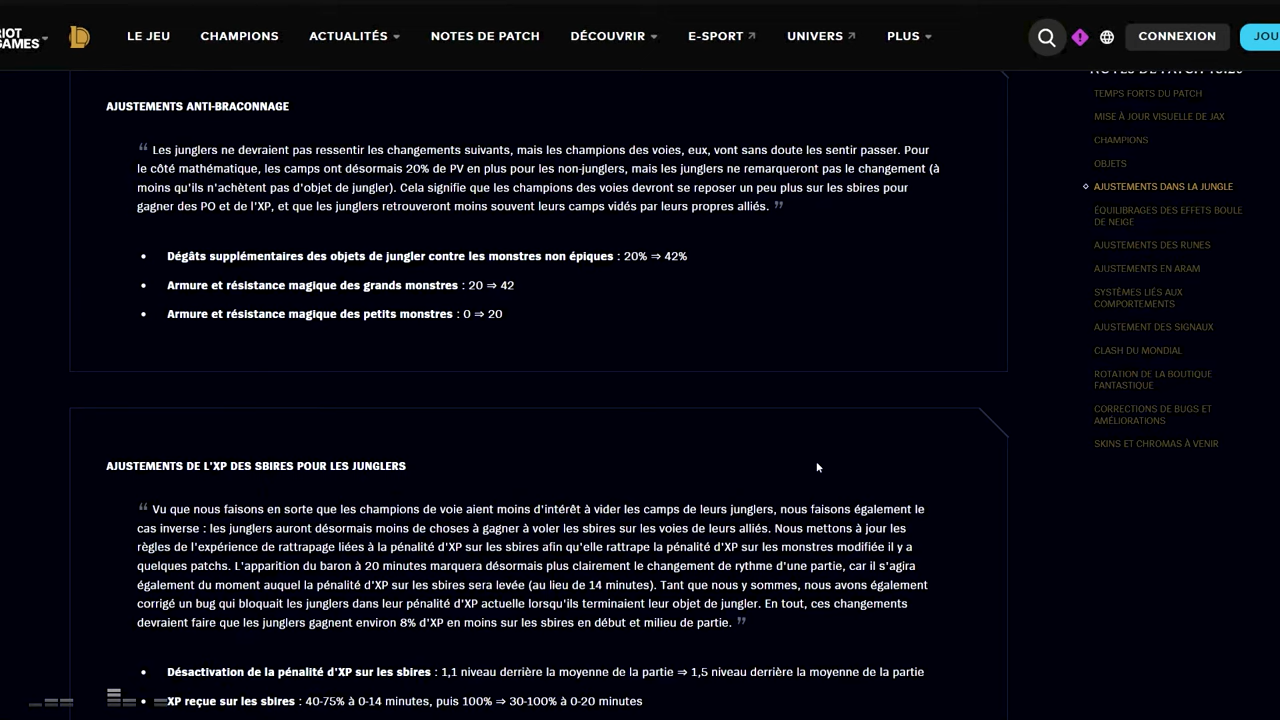 RIOT
GAMES
LE JEU
CHAMPIONS
ACTUALITÉS
NOTES DE PATCH
DÉCOUVRIR
E-SPORT
UNIVERS
PLUS
CONNEXION
JOU
AJUSTEMENTS ANTI-BRACONNAGE
“ Les junglers ne devraient pas ressentir les changements suivants, mais les champions des voies, eux, vont sans doute les sentir passer. Pour
le côté mathématique, les camps ont désormais 20% de PV en plus pour les non-junglers, mais les junglers ne remarqueront pas le changement (à
moins qu'ils n'achètent pas d'objet de jungler). Cela signifie que les champions des voies devront se reposer un peu plus sur les sbires pour
gagner des PO et de l'XP, et que les junglers retrouveront moins souvent leurs camps vidés par leurs propres alliés. ”
• Dégâts supplémentaires des objets de jungler contre les monstres non épiques : 20% ⇒ 42%
• Armure et résistance magique des grands monstres : 20 ⇒ 42
• Armure et résistance magique des petits monstres : 0 ⇒ 20
AJUSTEMENTS DE L'XP DES SBIRES POUR LES JUNGLERS
“ Vu que nous faisons en sorte que les champions de voie aient moins d'intérêt à vider les camps de leurs junglers, nous faisons également le
cas inverse : les junglers auront désormais moins de choses à gagner à voler les sbires sur les voies de leurs alliés. Nous mettons à jour les
règles de l'expérience de rattrapage liées à la pénalité d'XP sur les sbires afin qu'elle rattrape la pénalité d'XP sur les monstres modifiée il y a
quelques patchs. L'apparition du baron à 20 minutes marquera désormais plus clairement le changement de rythme d'une partie, car il s'agira
également du moment auquel la pénalité d'XP sur les sbires sera levée (au lieu de 14 minutes). Tant que nous y sommes, nous avons également
corrigé un bug qui bloquait les junglers dans leur pénalité d'XP actuelle lorsqu'ils terminaient leur objet de jungler. En tout, ces changements
devraient faire que les junglers gagnent environ 8% d'XP en moins sur les sbires en début et milieu de partie. ”
• Désactivation de la pénalité d'XP sur les sbires : 1,1 niveau derrière la moyenne de la partie ⇒ 1,5 niveau derrière la moyenne de la partie
• XP reçue sur les sbires : 40-75% à 0-14 minutes, puis 100% ⇒ 30-100% à 0-20 minutes
NOTES DE PATCH 13.20
TEMPS FORTS DU PATCH
MISE À JOUR VISUELLE DE JAX
CHAMPIONS
OBJETS
AJUSTEMENTS DANS LA JUNGLE
ÉQUILIBRAGES DES EFFETS BOULE
DE NEIGE
AJUSTEMENTS DES RUNES
AJUSTEMENTS EN ARAM
SYSTÈMES LIÉS AUX
COMPORTEMENTS
AJUSTEMENT DES SIGNAUX
CLASH DU MONDIAL
ROTATION DE LA BOUTIQUE
FANTASTIQUE
CORRECTIONS DE BUGS ET
AMÉLIORATIONS
SKINS ET CHROMAS À VENIR